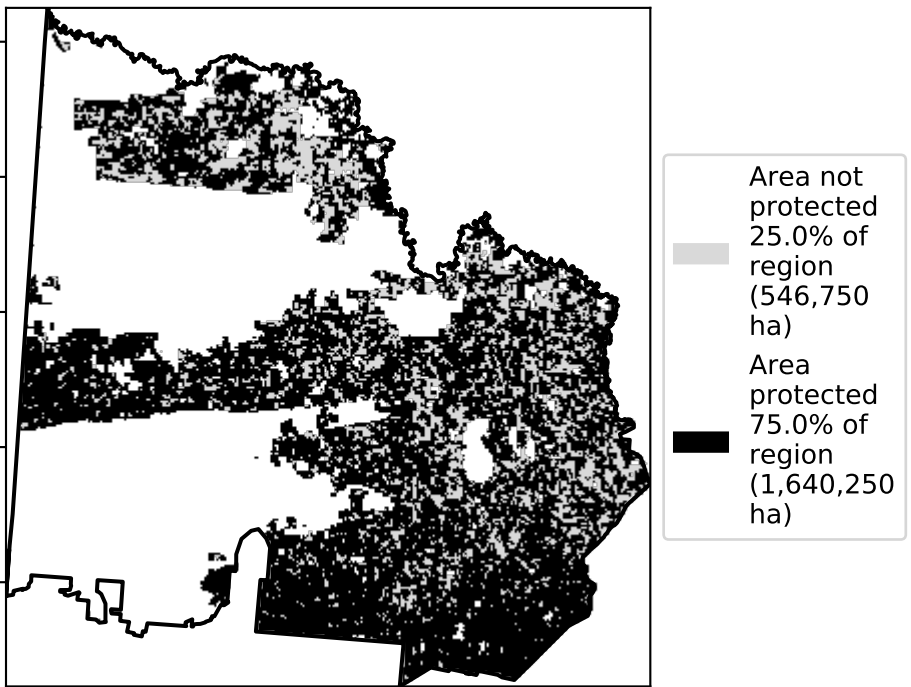 Area not
protected
25.0% of
region
(546,750
ha)
Area
protected
75.0% of
region
(1,640,250
ha)